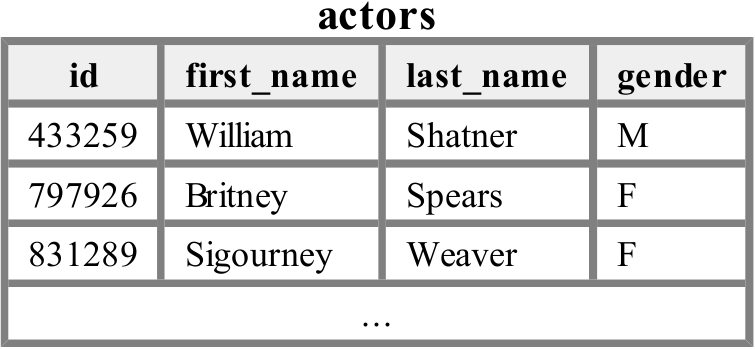 actors
id first_name last_name gender
433259 William Shatner M
797926 Britney Spears F
831289 Sigourney Weaver F
...